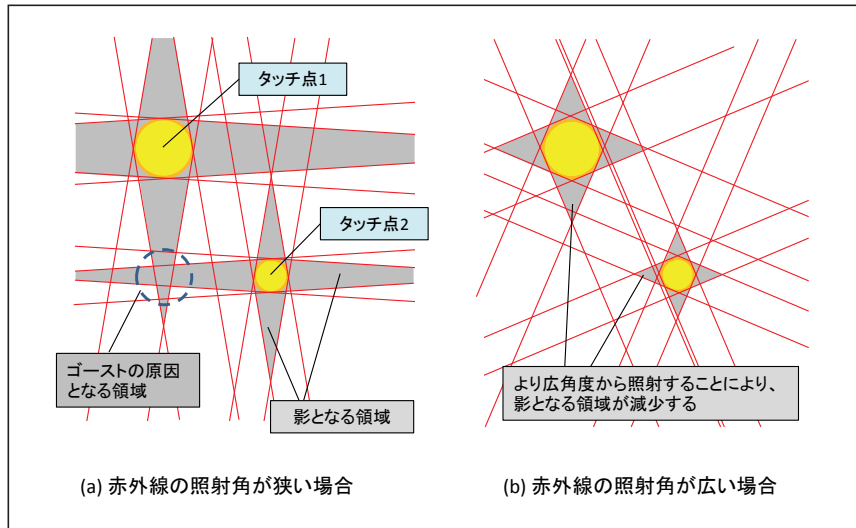 タッチ点1
タッチ点2
ゴーストの原因
となる領域
影となる領域
(a) 赤外線の照射角が狭い場合
より広角度から照射することにより、
影となる領域が減少する
(b) 赤外線の照射角が広い場合